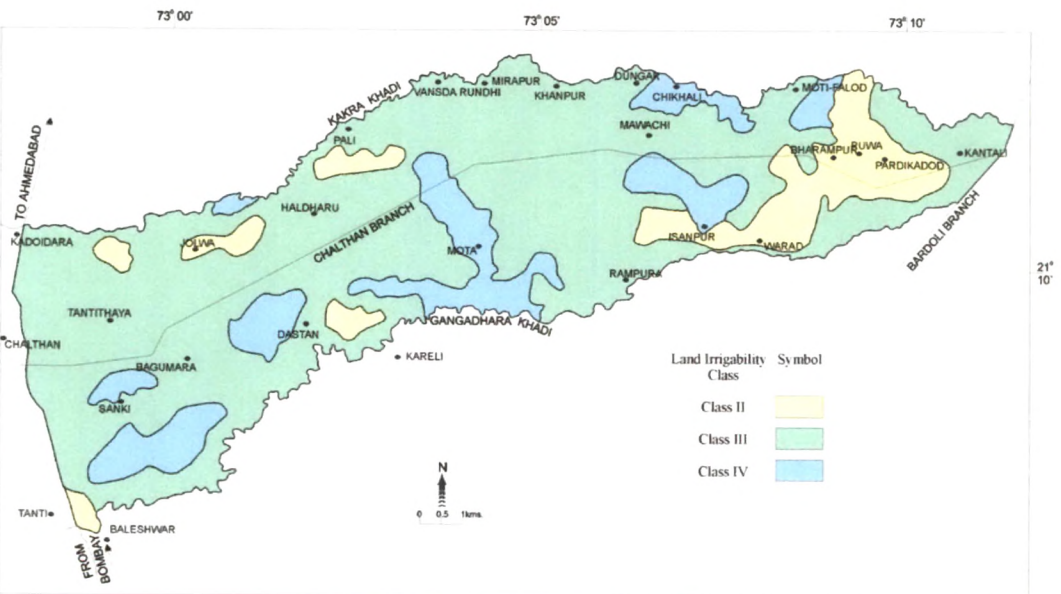 73° 00'
73° 05'
73° 10'
DUNGAR
MIRAPUR
VANSDA RUNDHI
KHANPUR
CHIKHALI
MOTI-FALOD
KAKRA KHADI
MAWACHI
PALI
BHARAMPUR
RUWA
KANTALI
PARDIKADOD
TO AHMEDABAD
HALDHARU
CHALTHAN BRANCH
BARDOLI BRANCH
KADOIDARA
JOLWA
MOTA
ISANPUR
WARAD
RAMPURA
21°
10'
TANTITHAYA
GANGADHARA KHADI
DASTAN
CHALTHAN
KARELI
BAGUMARA
SANKI
Land Irrigability Symbol
Class
Class II
Class III
Class IV
N
0 0.5 1kms.
TANTI
BALESHWAR
FROM
BOMBAY